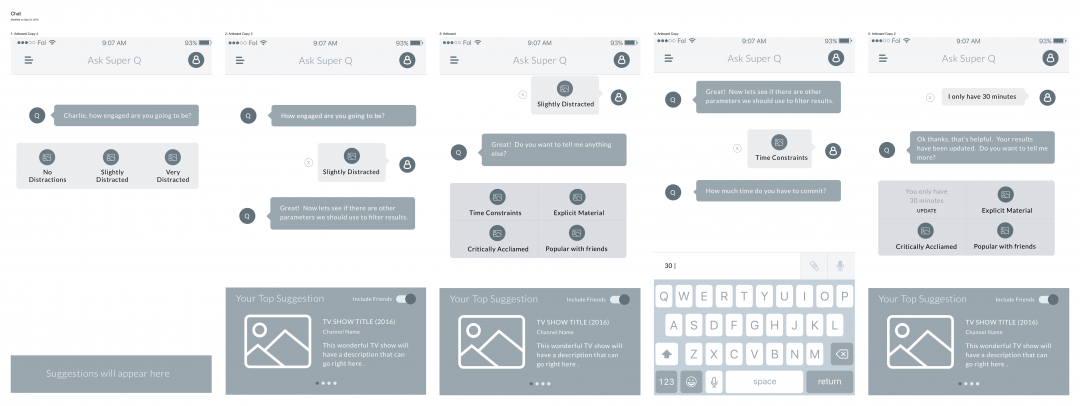 Chat
1. Artboard Copy 4
●●●○○ Fol 9:07 AM 93%
Ask Super Q
Q
Charlie, how engaged are you going to be?
No
Distractions
Slightly
Distracted
Very
Distracted
Suggestions will appear here
2. Artboard Copy 3
●●●○○ Fol 9:07 AM 93%
Ask Super Q
Q
How engaged are you going to be?
x
Slightly Distracted
Q
Great! Now lets see if there are other
parameters we should use to filter results.
Your Top Suggestion
Include Friends
TV SHOW TITLE (2016)
Channel Name
This wonderful TV show will
have a description that can
go right here .
3. Artboard
●●●○○ Fol 9:07 AM 93%
Ask Super Q
x
Slightly Distracted
Q
Great! Do you want to tell me anything
else?
Time Constraints
Explicit Material
Critically Accliamed
Popular with friends
Your Top Suggestion
Include Friends
TV SHOW TITLE (2016)
Channel Name
This wonderful TV show will
have a description that can
go right here .
4. Artboard Copy
●●●○○ Fol 9:07 AM 93%
Ask Super Q
Q
Great! Now lets see if there are other
parameters we should use to filter results.
x
Time Constraints
Q
How much time do you have to commit?
30 |
Q W E R T Y U I O P
A S D F G H J K L
Z X C V B N M
123 space return
5. Artboard Copy 2
●●●○○ Fol 9:07 AM 93%
Ask Super Q
x
I only have 30 minutes
Q
Ok thanks, that's helpful. Your results
have been updated. Do you want to tell me
more?
You only have
30 minutes
UPDATE
Explicit Material
Critically Accliamed
Popular with friends
Your Top Suggestion
Include Friends
TV SHOW TITLE (2016)
Channel Name
This wonderful TV show will
have a description that can
go right here .